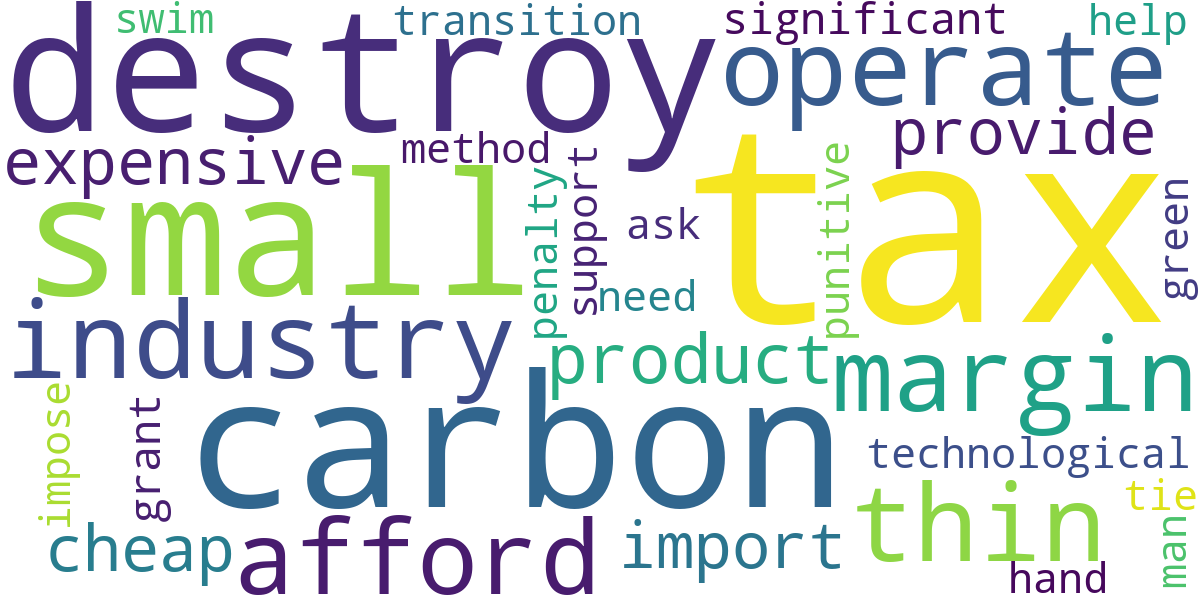 swim
transition
significant
help
destroy
operate
expensive
method
provide
small
penalty
support
ask
tax
punitive
green
need
industry
product
margin
impose
grant
carbon
technological
tie
cheap
afford
import
thin
hand
man